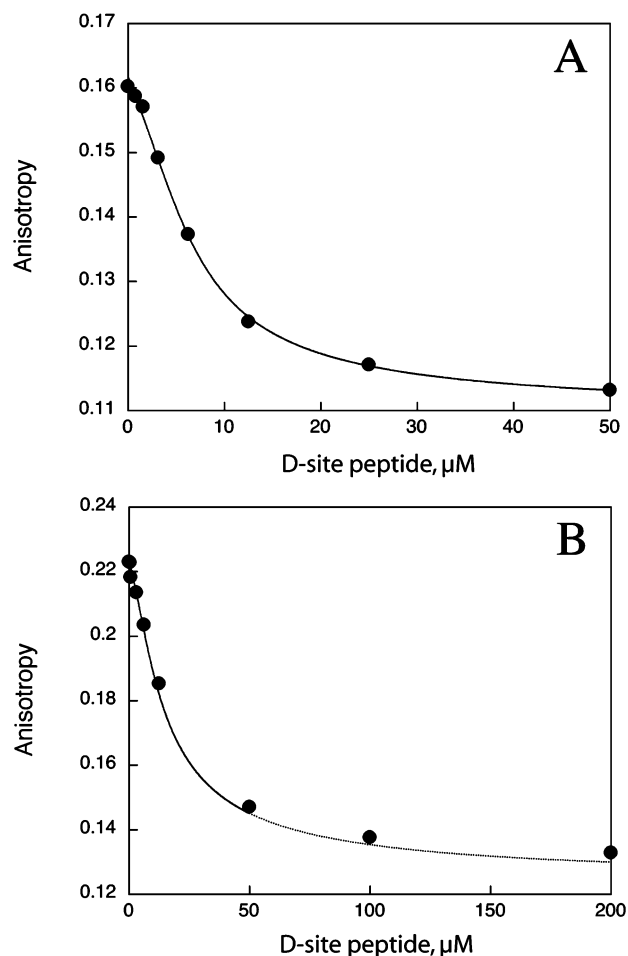 0.17
A
0.16
0.15
Anisotropy
0.14
0.13
0.12
0.11
0 10 20 30 40 50
D-site peptide, µM
0.24
B
0.22
0.2
Anisotropy
0.18
0.16
0.14
0.12
0 50 100 150 200
D-site peptide, µM